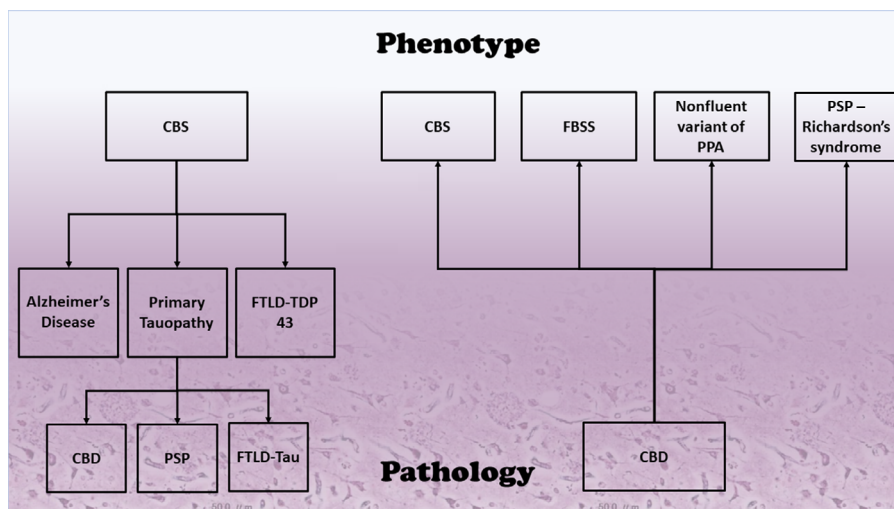 Phenotype
CBS
CBS
FBSS
Nonfluent
variant of
PPA
PSP –
Richardson's
syndrome
Alzheimer's
Disease
Primary
Tauopathy
FTLD-TDP
43
CBD
PSP
FTLD-Tau
CBD
Pathology